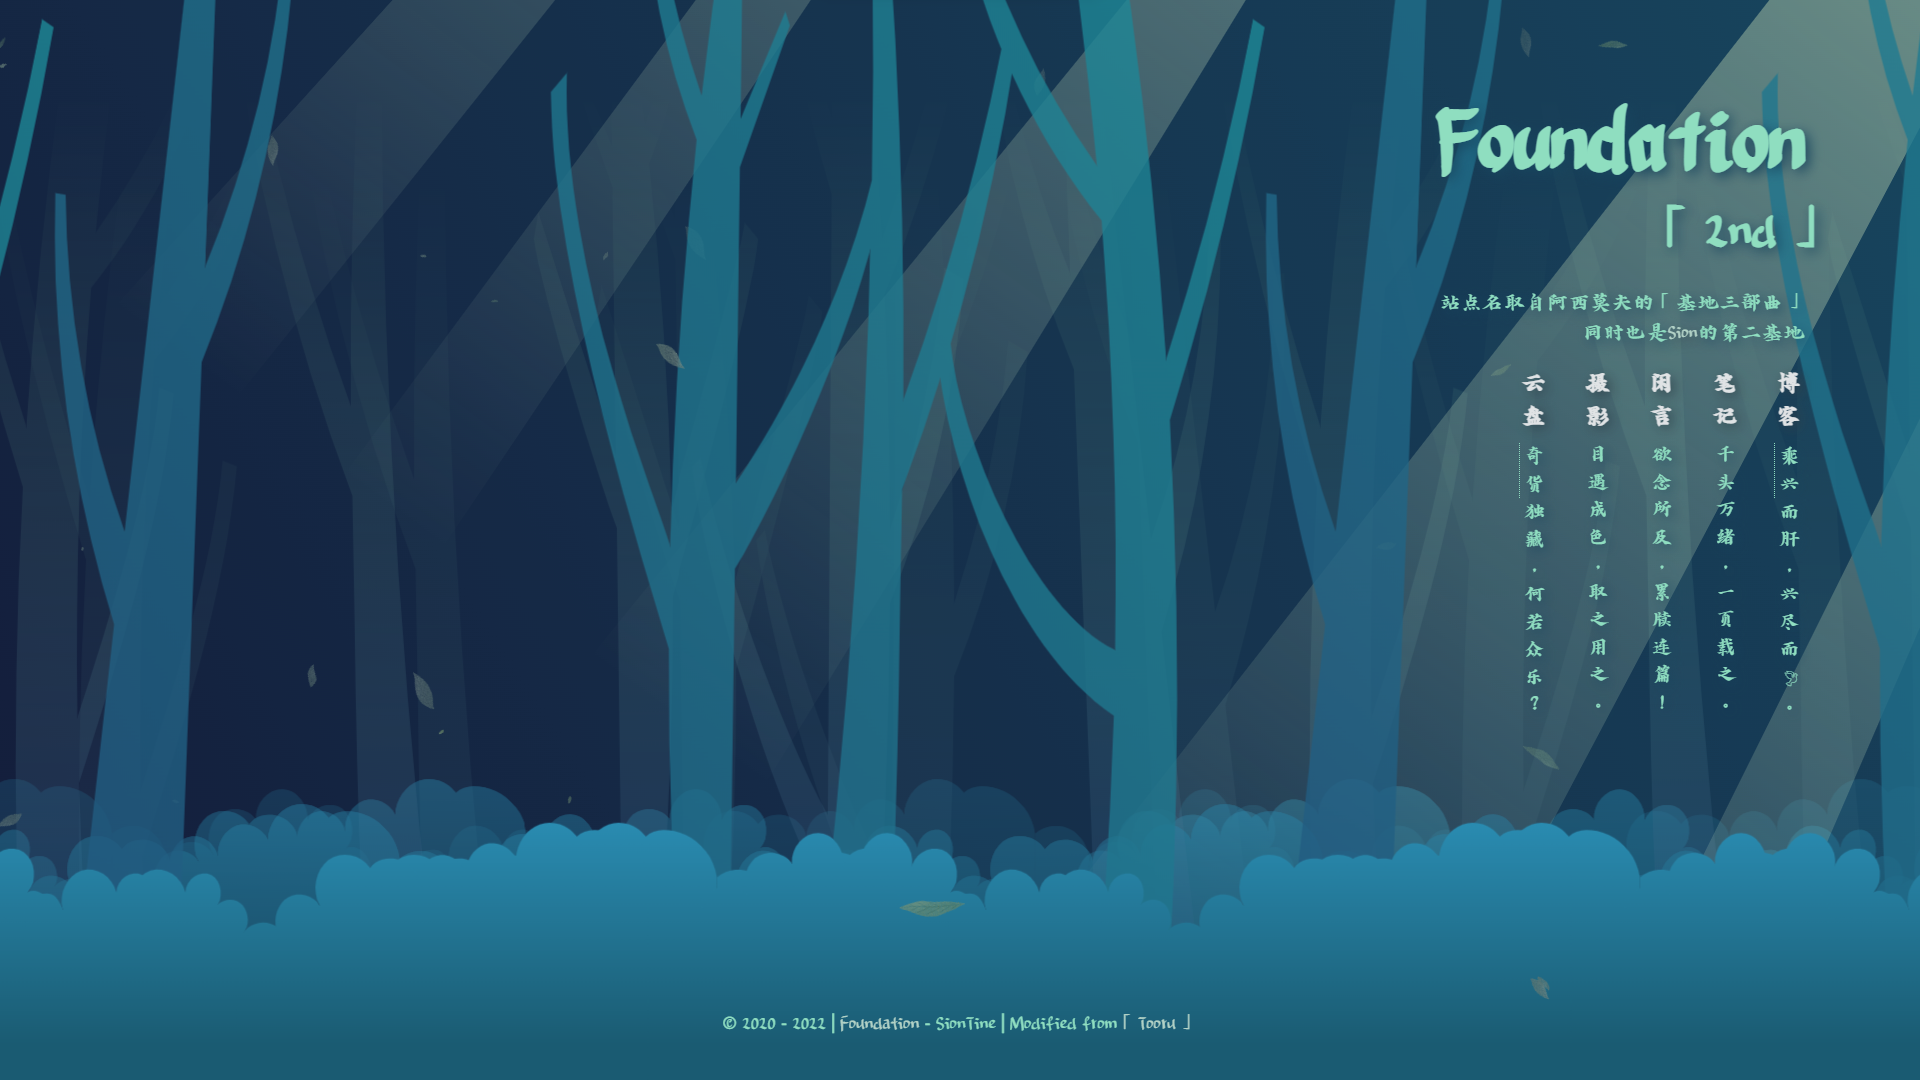 Foundation
「 2nd 」
站点名取自阿西莫夫的「 基地三部曲 」
同时也是Sion的第二基地
博客
乘兴而肝.兴尽而🕊。
笔记
千头万绪.一页载之。
闲言
欲念所及.累牍连篇！
摄影
目遇成色.取之用之。
云盘
奇货独藏.何若众乐？
© 2020 - 2022 | Foundation - SionTine | Modified from「 Tooru 」